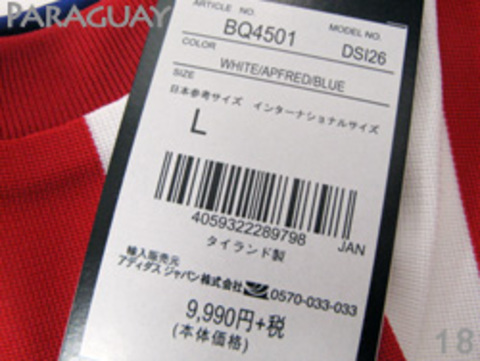 PARAGUAY
ARTICLE NO.
MODEL NO.
BQ4501
DSI26
COLOR
WHITE/APFRED/BLUE
SIZE
日本参考サイズ インターナショナルサイズ
L
4059322289798
JAN
タイランド製
輸入販売元
アディダス ジャパン株式会社 0570-033-033
9,990円+税
(本体価格)
18